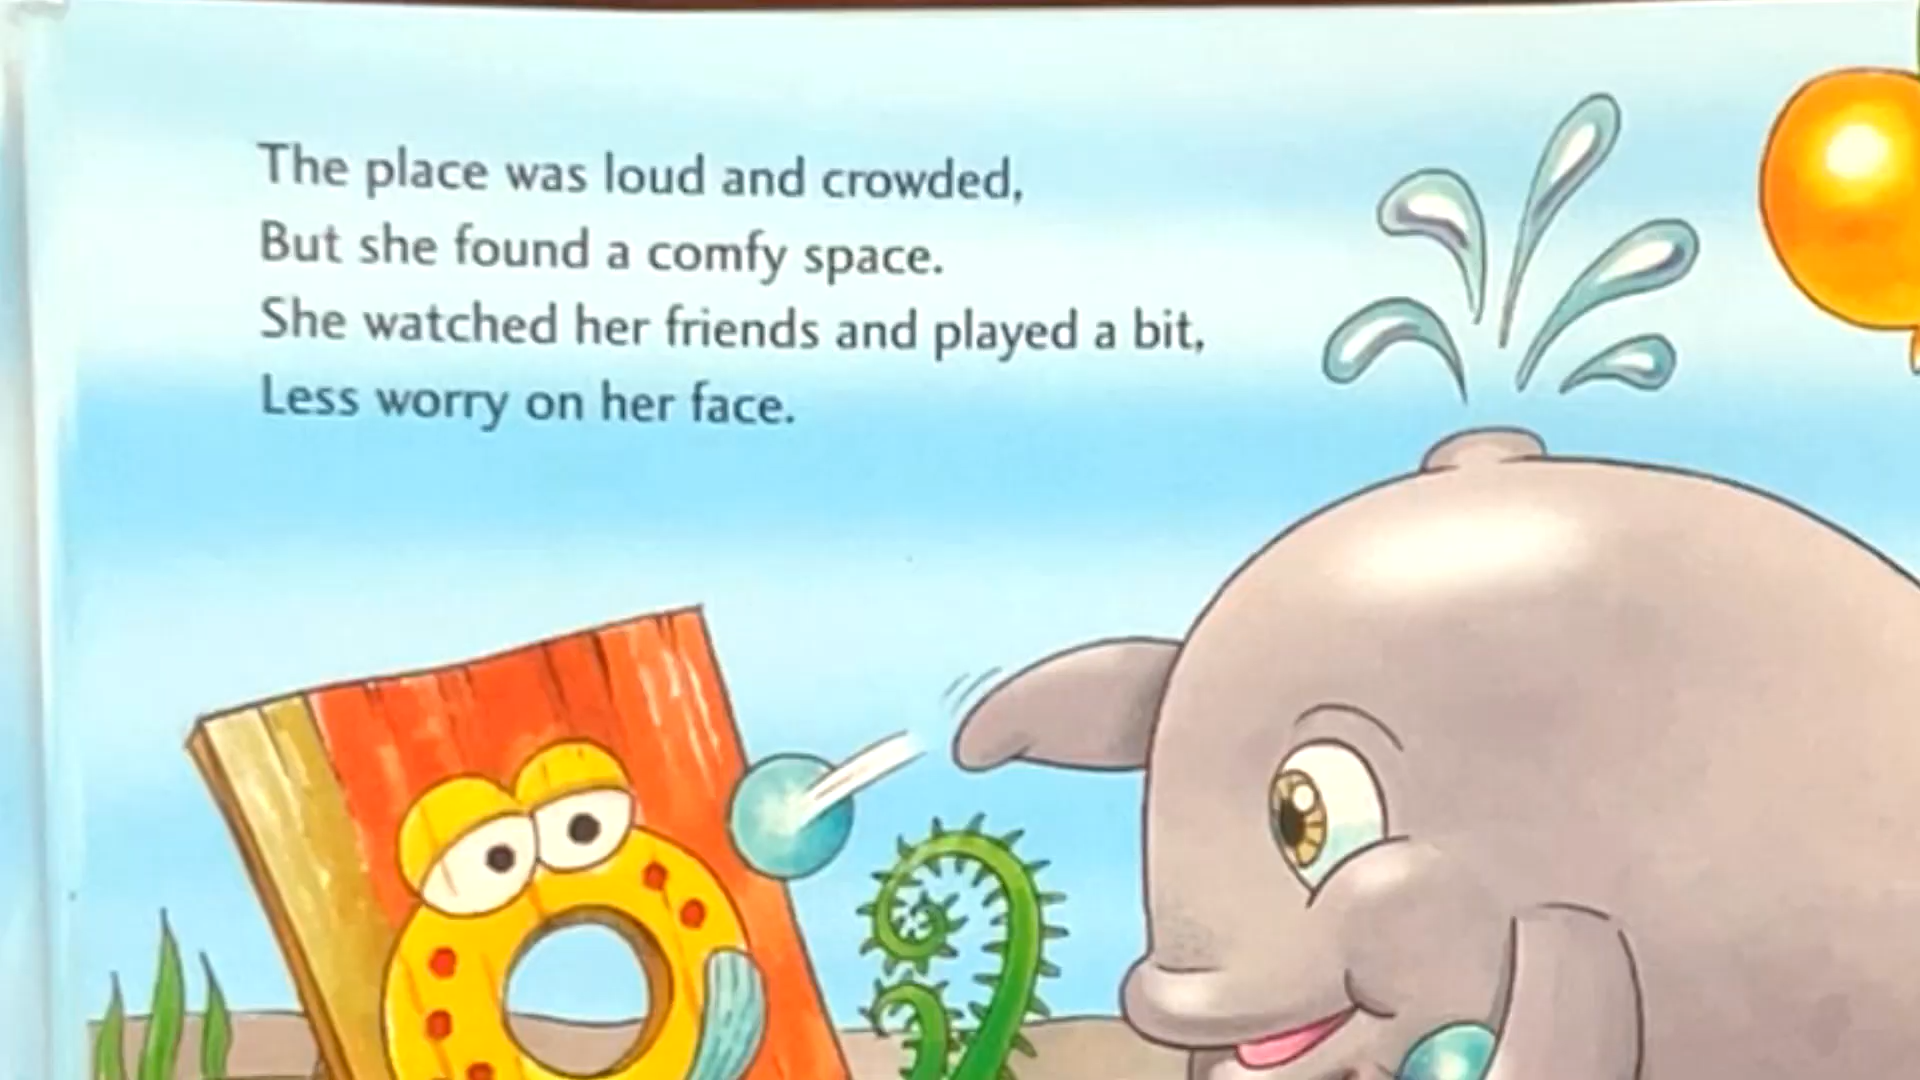 The place was loud and crowded,
But she found a comfy space.
She watched her friends and played a bit,
Less worry on her face.